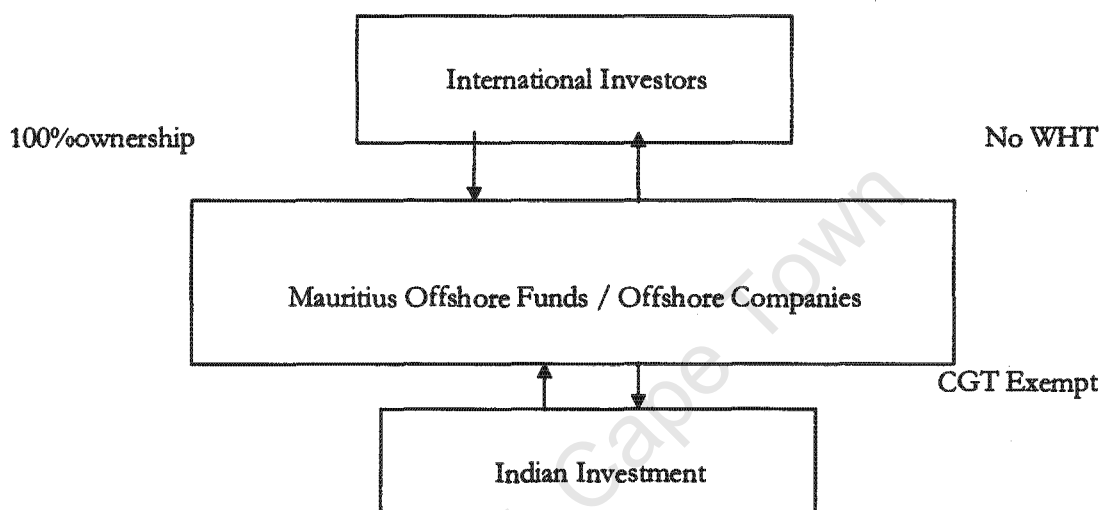 International Investors
100%ownership
No WHT
Mauritius Offshore Funds / Offshore Companies
CGT Exempt
Indian Investment
Cape Town